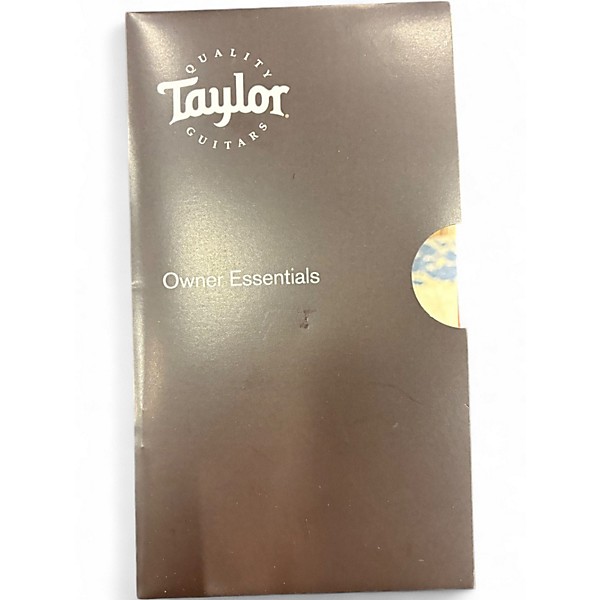 QUALITY
Taylor
GUITARS
Owner Essentials